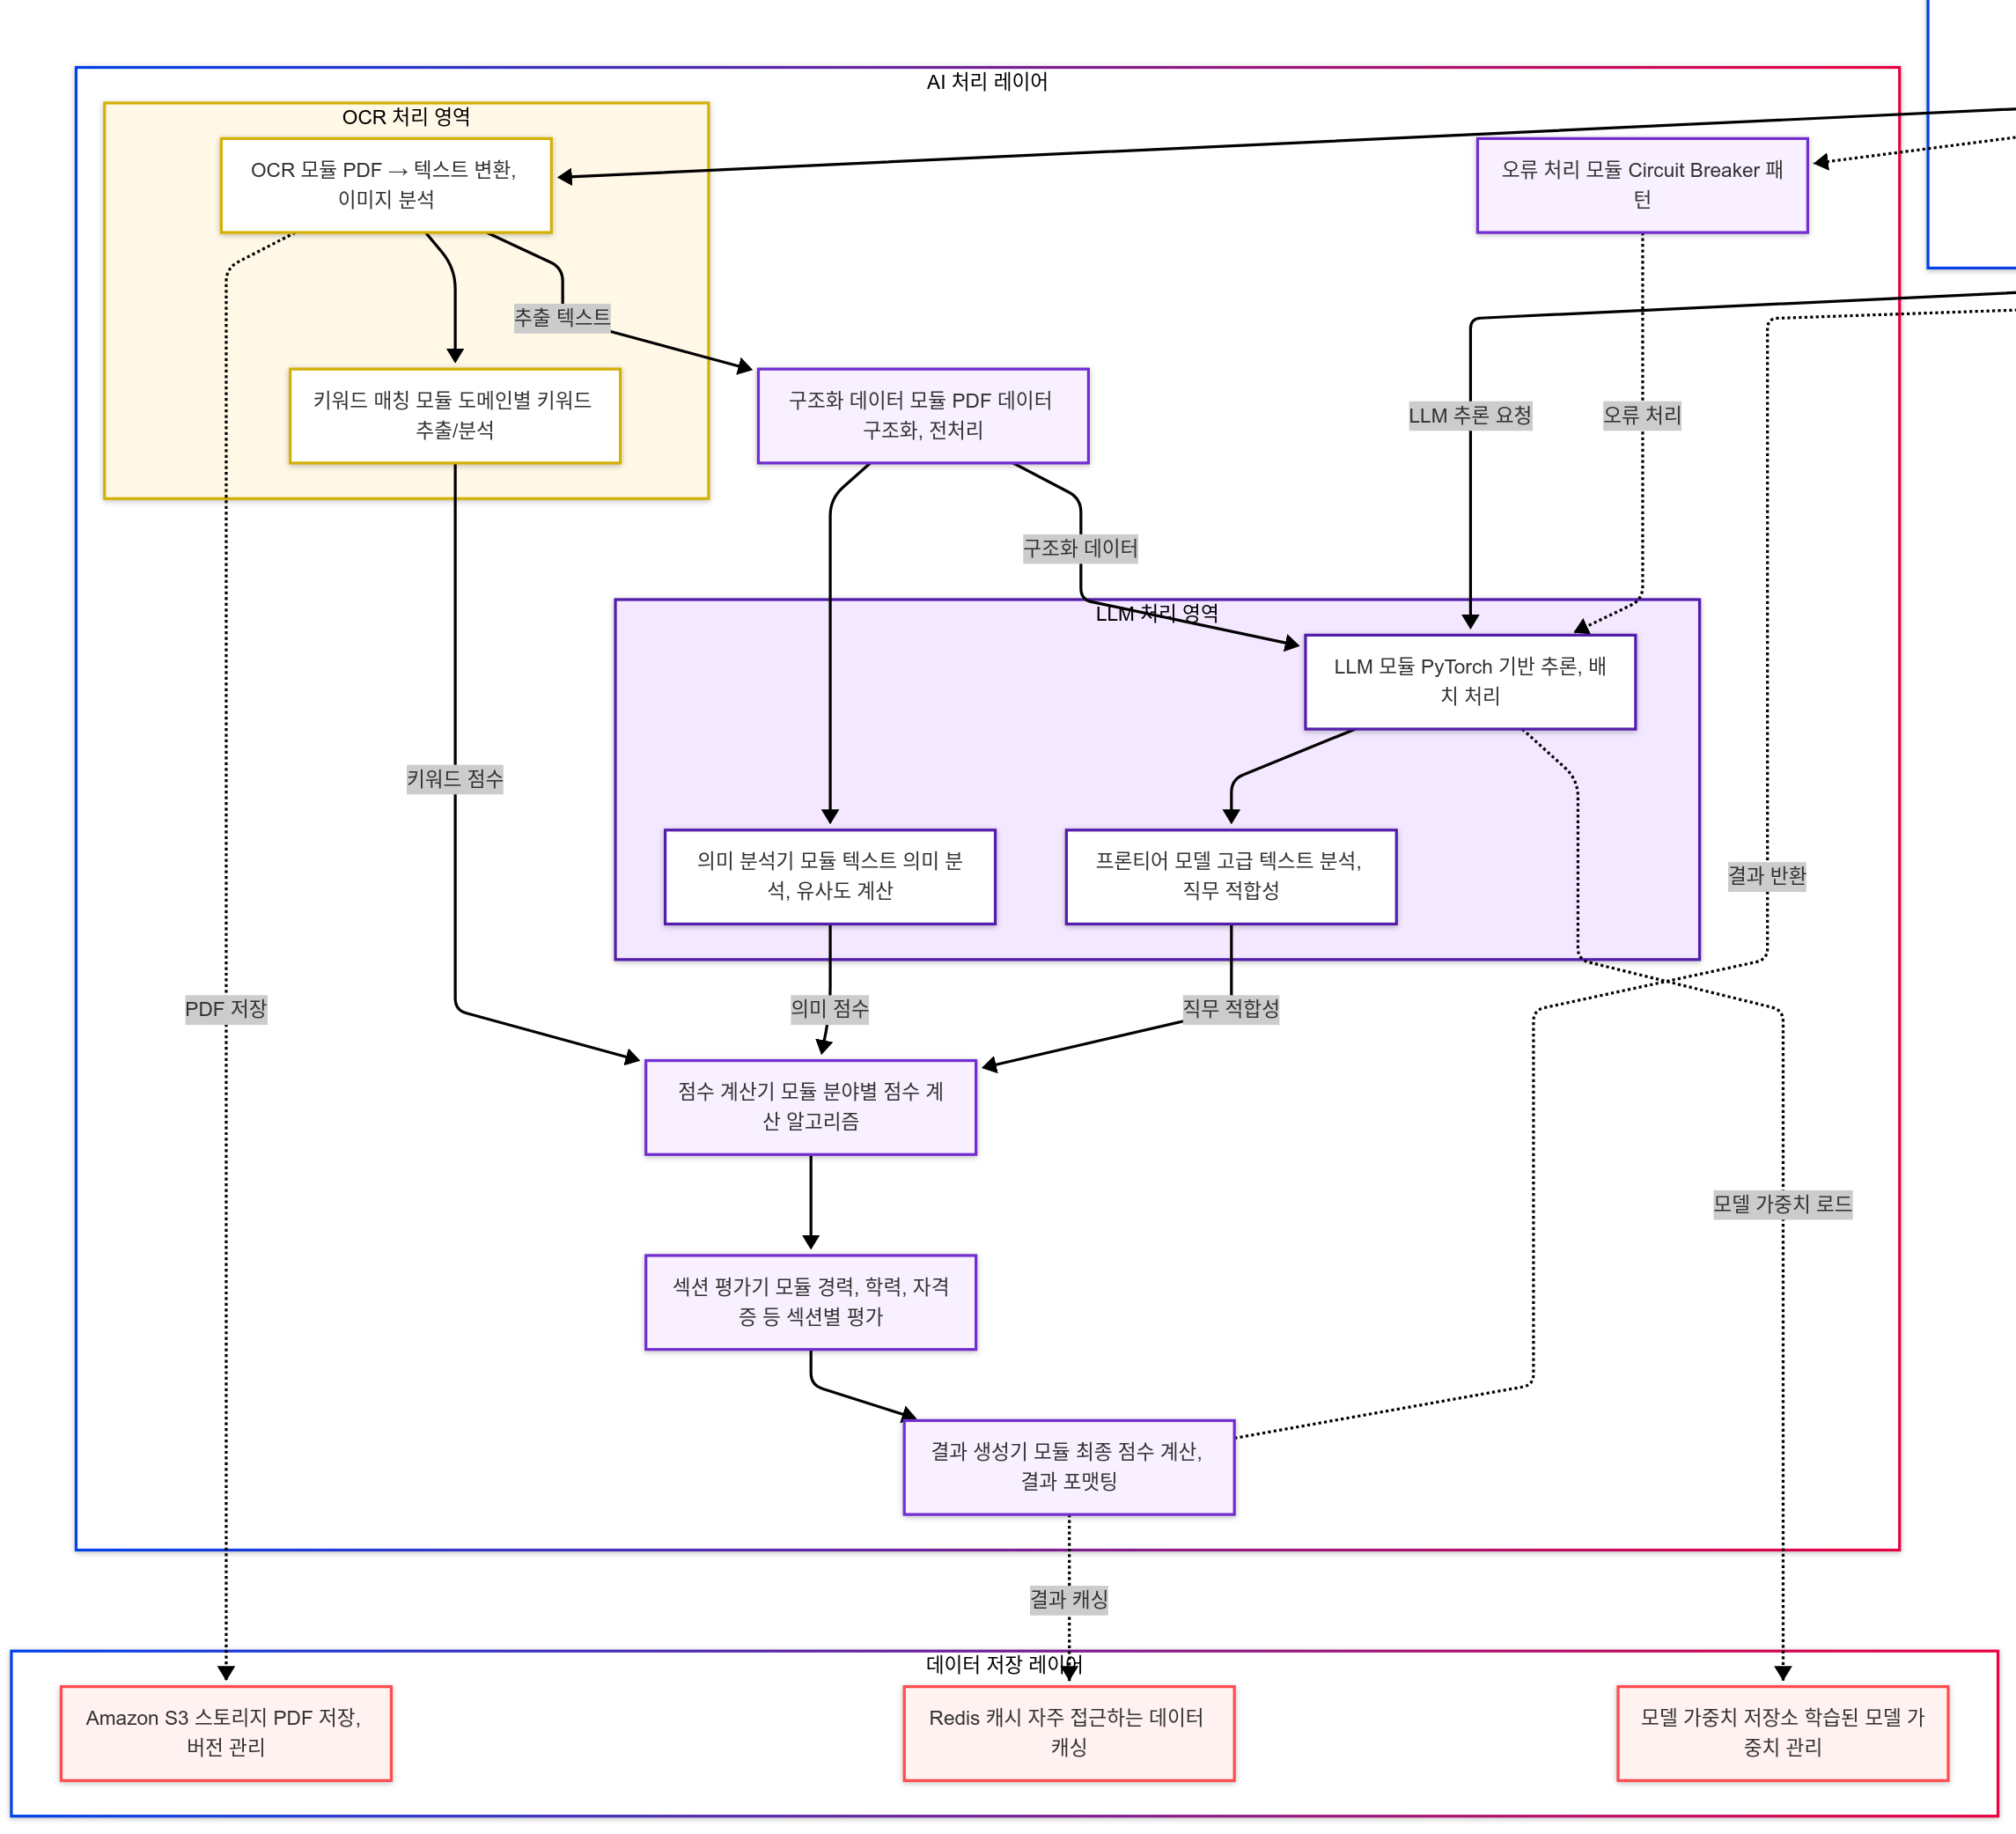 AI 처리 레이어
OCR 처리 영역
OCR 모듈 PDF → 텍스트 변환,
이미지 분석
오류 처리 모듈 Circuit Breaker 패
턴
추출 텍스트
키워드 매칭 모듈 도메인별 키워드
추출/분석
구조화 데이터 모듈 PDF 데이터
구조화, 전처리
LLM 추론 요청
오류 처리
구조화 데이터
LLM 처리 영역
LLM 모듈 PyTorch 기반 추론, 배
치 처리
키워드 점수
의미 분석기 모듈 텍스트 의미 분
석, 유사도 계산
프론티어 모델 고급 텍스트 분석,
직무 적합성
결과 반환
PDF 저장
의미 점수
직무 적합성
점수 계산기 모듈 분야별 점수 계
산 알고리즘
모델 가중치 로드
섹션 평가기 모듈 경력, 학력, 자격
증 등 섹션별 평가
결과 생성기 모듈 최종 점수 계산,
결과 포맷팅
결과 캐싱
데이터 저장 레이어
Amazon S3 스토리지 PDF 저장,
버전 관리
Redis 캐시 자주 접근하는 데이터
캐싱
모델 가중치 저장소 학습된 모델 가
중치 관리